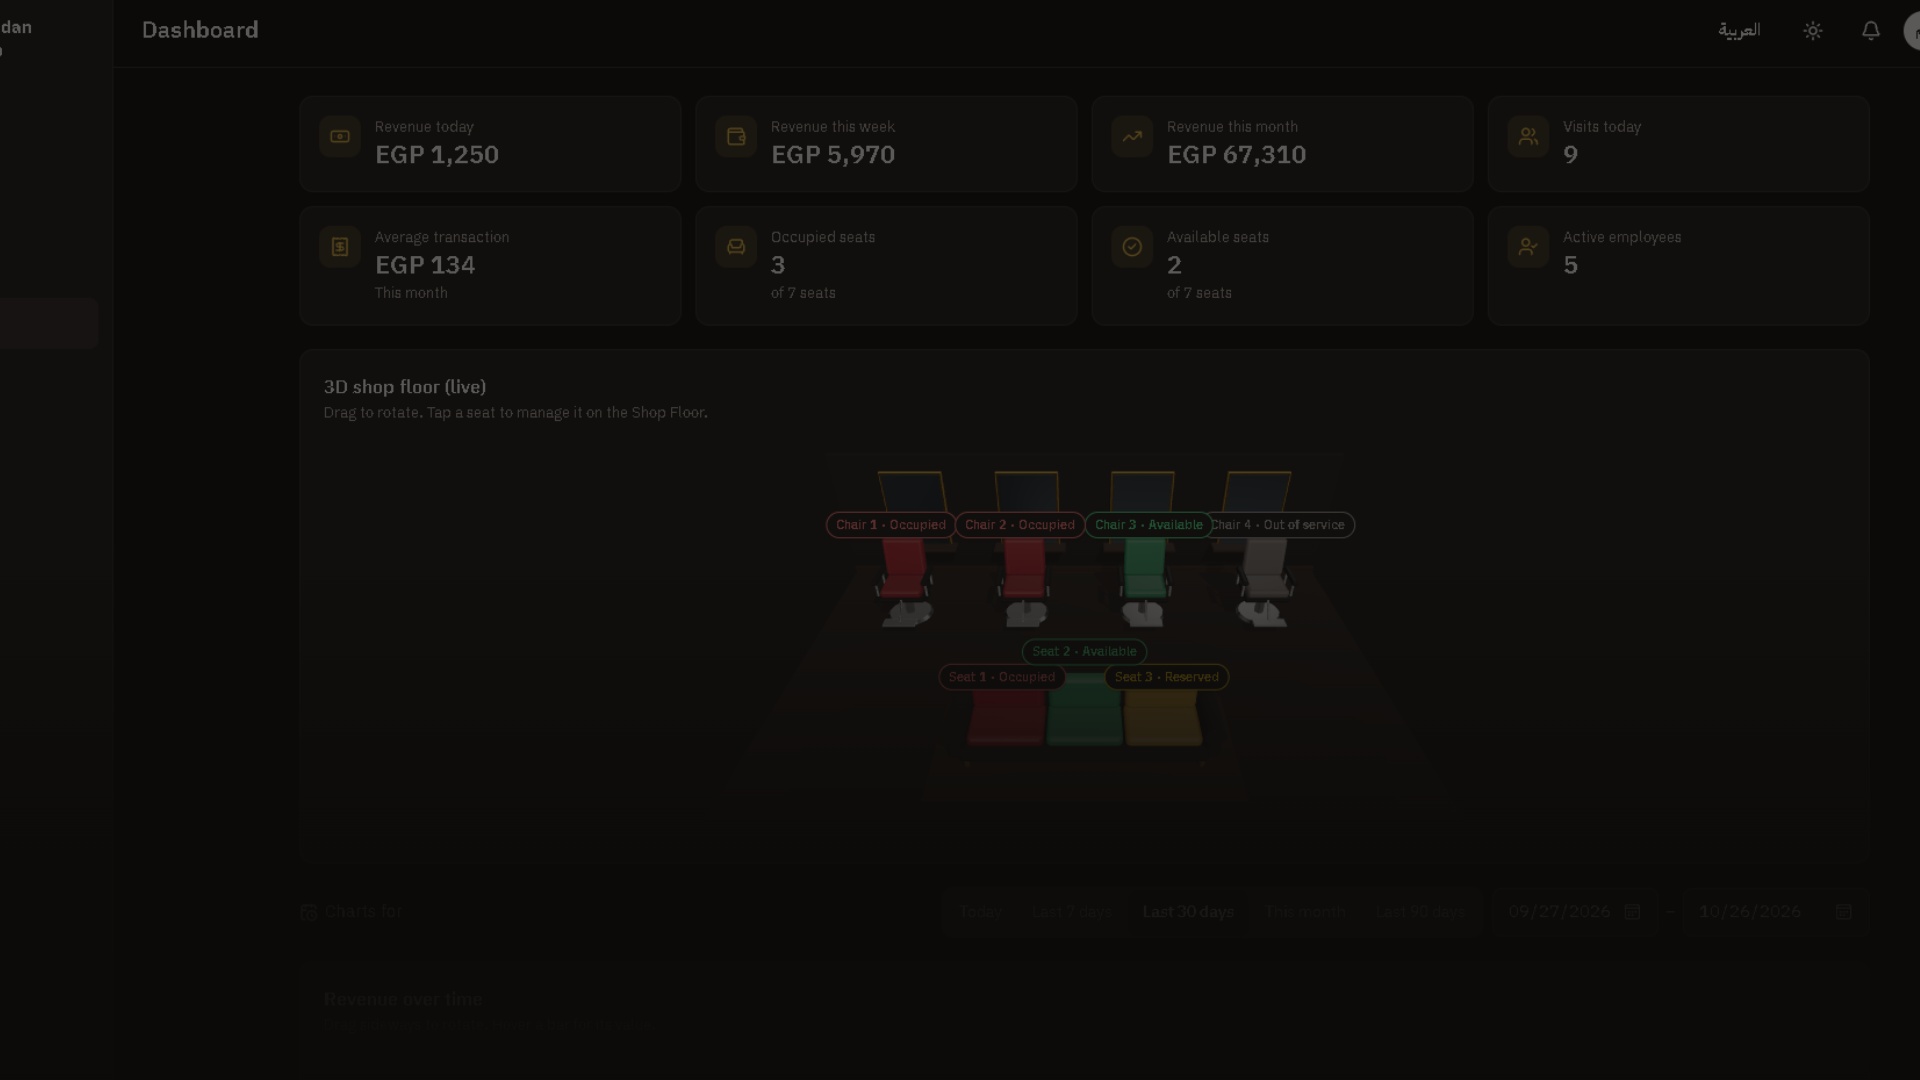 dan
Dashboard
العربية
Revenue today
EGP 1,250
Revenue this week
EGP 5,970
Revenue this month
EGP 67,310
Visits today
9
Average transaction
EGP 134
This month
Occupied seats
3
of 7 seats
Available seats
2
of 7 seats
Active employees
5
3D shop floor (live)
Drag to rotate. Tap a seat to manage it on the Shop Floor.
Chair 1 · Occupied
Chair 2 · Occupied
Chair 3 · Available
Chair 4 · Out of service
Seat 2 · Available
Seat 1 · Occupied
Seat 3 · Reserved
Charts for
Today
Last 7 days
Last 30 days
This month
Last 90 days
09/27/2026
–
10/26/2026
Revenue over time